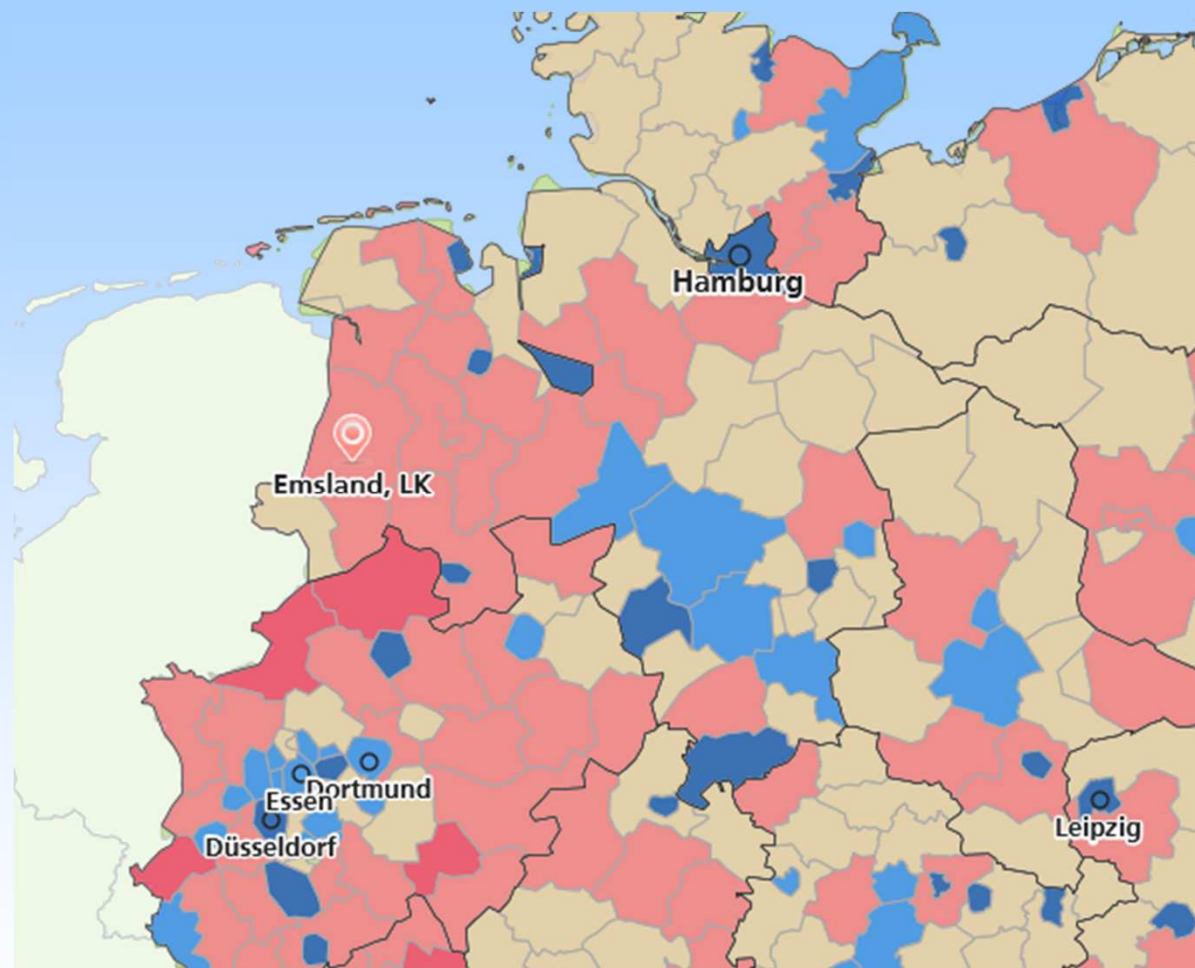 Hamburg
Emsland, LK
Dortmund
Essen
Düsseldorf
Leipzig